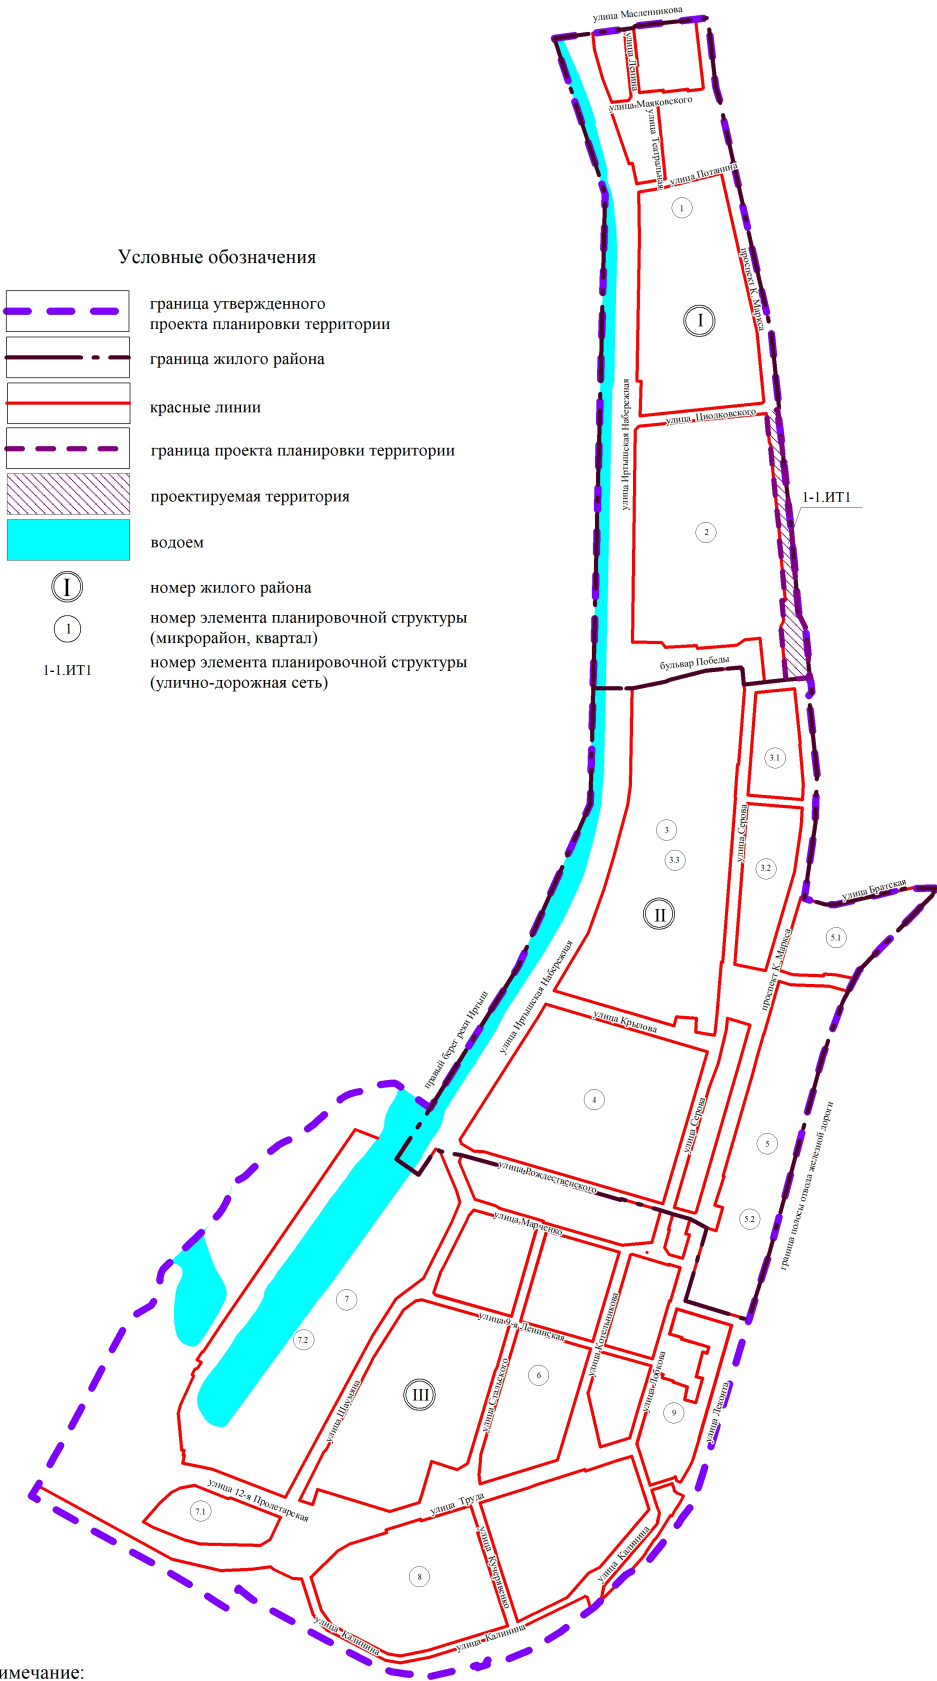 улица Масленникова
улица Ленина
улица Маяковского
улица Театральная
улица Потанина
1
проспект К. Маркса
I
Условные обозначения
граница утвержденного
проекта планировки территории
граница жилого района
красные линии
граница проекта планировки территории
проектируемая территория
водоем
I
номер жилого района
1
номер элемента планировочной структуры
(микрорайон, квартал)
1-1.ИТ1
номер элемента планировочной структуры
(улично-дорожная сеть)
улица Иртышская Набережная
улица Циолковского
1-1.ИТ1
2
бульвар Победы
3.1
3
3.3
улица Серова
3.2
улица Братская
II
5.1
проспект К. Маркса
улица Иртышская Набережная
правый берег реки Иртыш
улица Крылова
4
улица Серова
5
граница полосы отвода железной дороги
улица Рождественского
5.2
улица Марченко
7
7.2
улица 9-я Ленинская
улица Котельникова
6
улица Стальского
III
улица Шаумяна
улица Лобкова
9
улица Леконта
улица 12-я Пролетарская
7.1
улица Труда
улица Кучерявенко
8
улица Калинина
улица Калинина
улица Калинина
имечание: